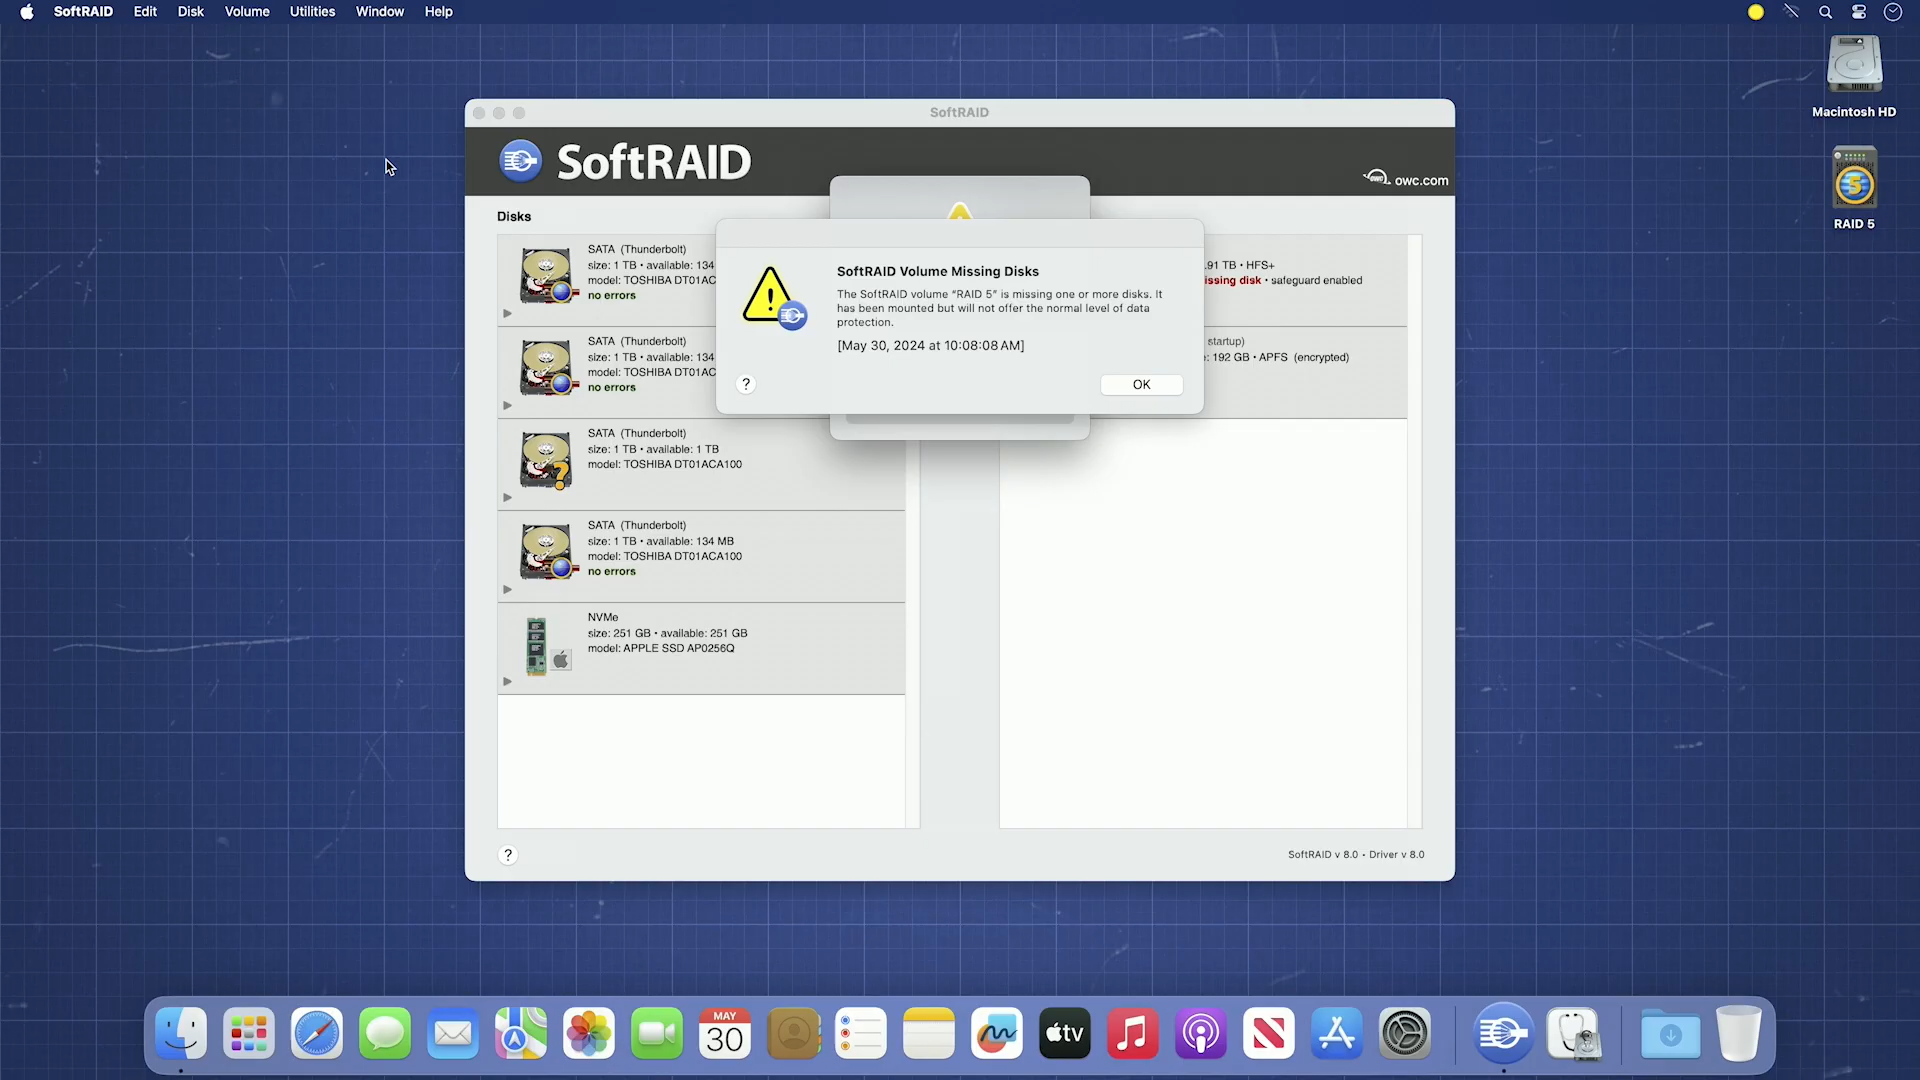 SoftRAID Edit Disk Volume Utilities Window Help
Macintosh HD
5
RAID 5
SoftRAID
SoftRAID
OWC owc.com
Disks
SATA (Thunderbolt)
size: 1 TB • available: 134
model: TOSHIBA DT01AC
no errors
SATA (Thunderbolt)
size: 1 TB • available: 134
model: TOSHIBA DT01AC
no errors
SATA (Thunderbolt)
size: 1 TB • available: 1 TB
model: TOSHIBA DT01ACA100
?
SATA (Thunderbolt)
size: 1 TB • available: 134 MB
model: TOSHIBA DT01ACA100
no errors
NVMe
size: 251 GB • available: 251 GB
model: APPLE SSD AP0256Q
.91 TB • HFS+
issing disk • safeguard enabled
startup)
: 192 GB • APFS (encrypted)
SoftRAID Volume Missing Disks
The SoftRAID volume "RAID 5" is missing one or more disks. It
has been mounted but will not offer the normal level of data
protection.
[May 30, 2024 at 10:08:08 AM]
?
OK
?
SoftRAID v 8.0 • Driver v 8.0
MAY
30
tv